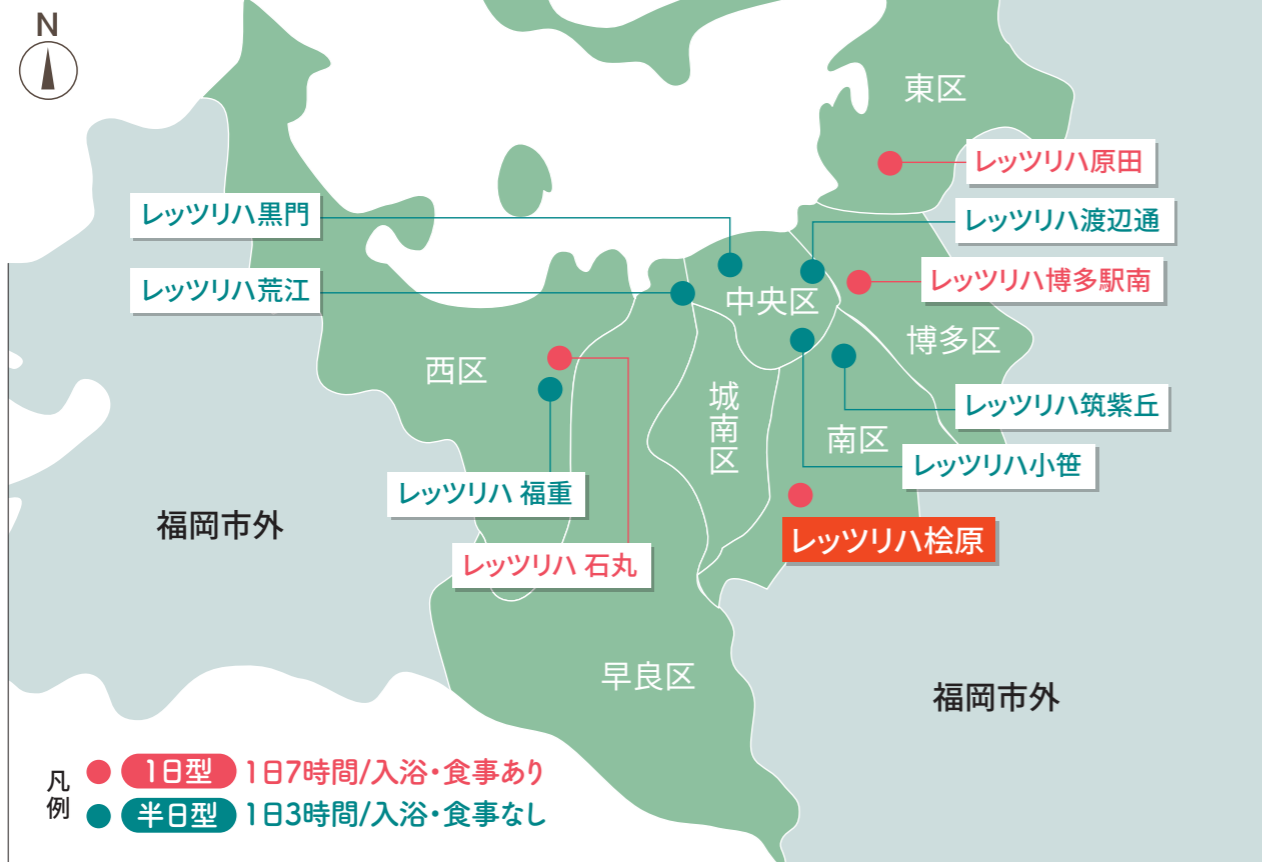 N
東区
レッツリハ原田
レッツリハ黒門
レッツリハ渡辺通
レッツリハ荒江
レッツリハ博多駅南
中央区
博多区
西区
城南区
レッツリハ筑紫丘
南区
レッツリハ小笹
レッツリハ 福重
福岡市外
レッツリハ桧原
レッツリハ 石丸
早良区
福岡市外
凡例
1日型 1日7時間/入浴・食事あり
半日型 1日3時間/入浴・食事なし